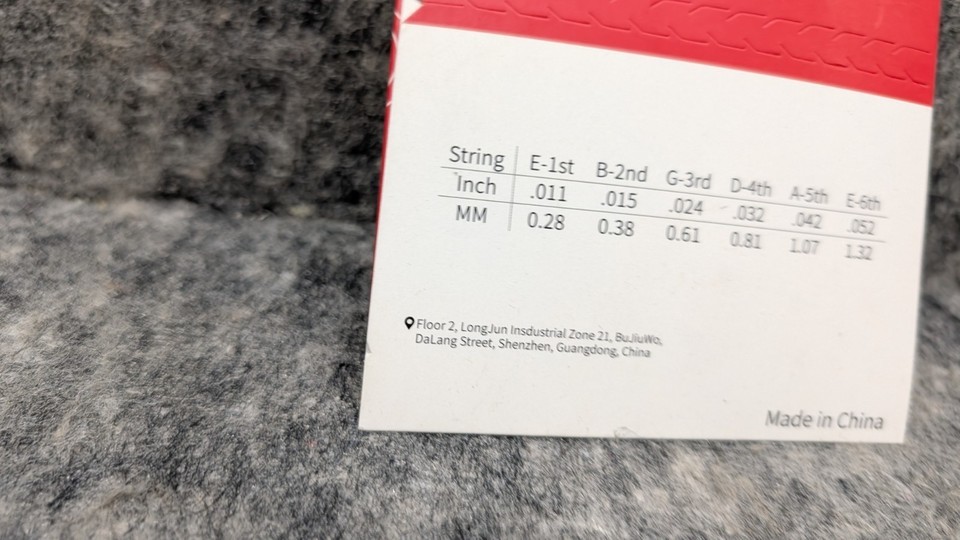 String E-1st B-2nd G-3rd D-4th A-5th E-6th
Inch .011 .015 .024 .032 .042 .052
MM 0.28 0.38 0.61 0.81 1.07 1.32
Floor 2, LongJun Insdustrial Zone 21, BuJiuWo,
DaLang Street, Shenzhen, Guangdong, China
Made in China